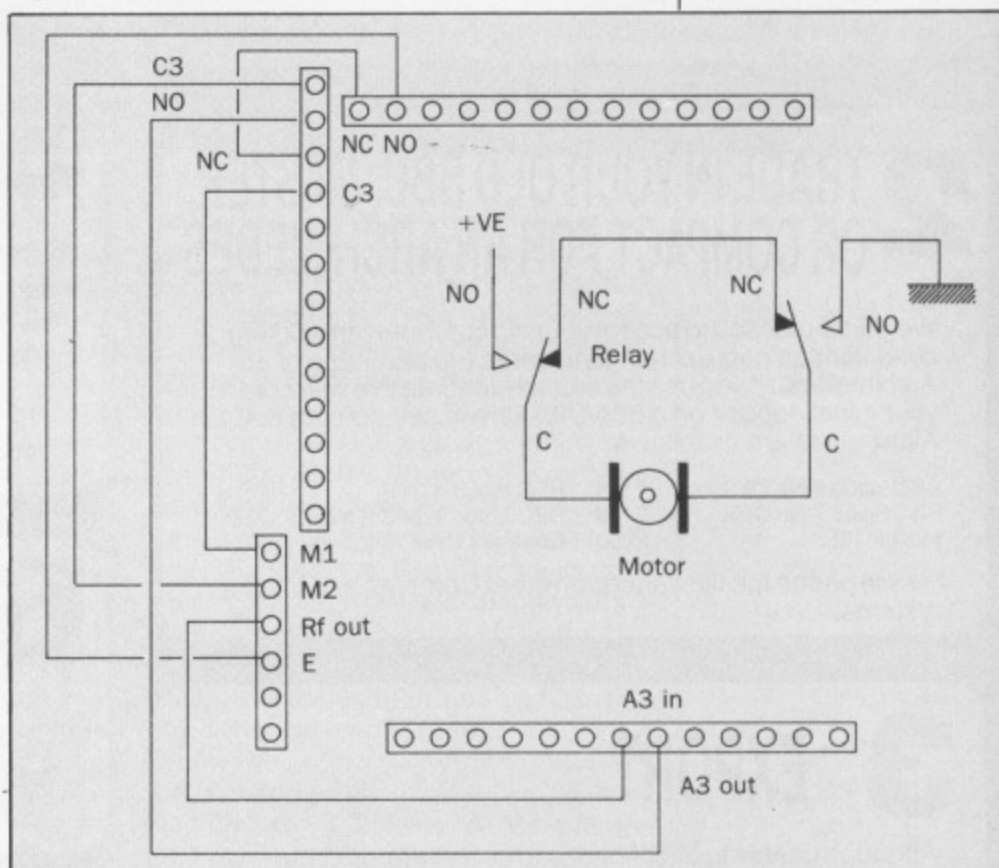 C3
NO
NC NO
NC
C3
+VE
NO
NC
NC
NO
Relay
C
C
M1
Motor
M2
Rf out
E
A3 in
A3 out